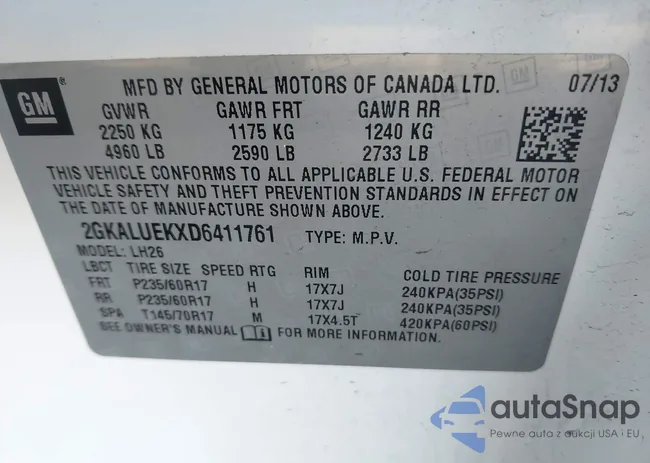 GM
MFD BY GENERAL MOTORS OF CANADA LTD. 07/13
GVWR GAWR FRT GAWR RR
2250 KG 1175 KG 1240 KG
4960 LB 2590 LB 2733 LB
THIS VEHICLE CONFORMS TO ALL APPLICABLE U.S. FEDERAL MOTOR
VEHICLE SAFETY AND THEFT PREVENTION STANDARDS IN EFFECT ON
THE DATE OF MANUFACTURE SHOWN ABOVE.
2GKALUEKXD6411761 TYPE: M.P.V.
MODEL: LH26
LBCT TIRE SIZE SPEED RTG RIM COLD TIRE PRESSURE
FRT P235/60R17 H 17X7J 240KPA(35PSI)
RR P235/60R17 H 17X7J 240KPA(35PSI)
SPA T145/70R17 M 17X4.5T 420KPA(60PSI)
SEE OWNER'S MANUAL FOR MORE INFORMATION.
autoSnap
Pewne auta z aukcji USA i EU